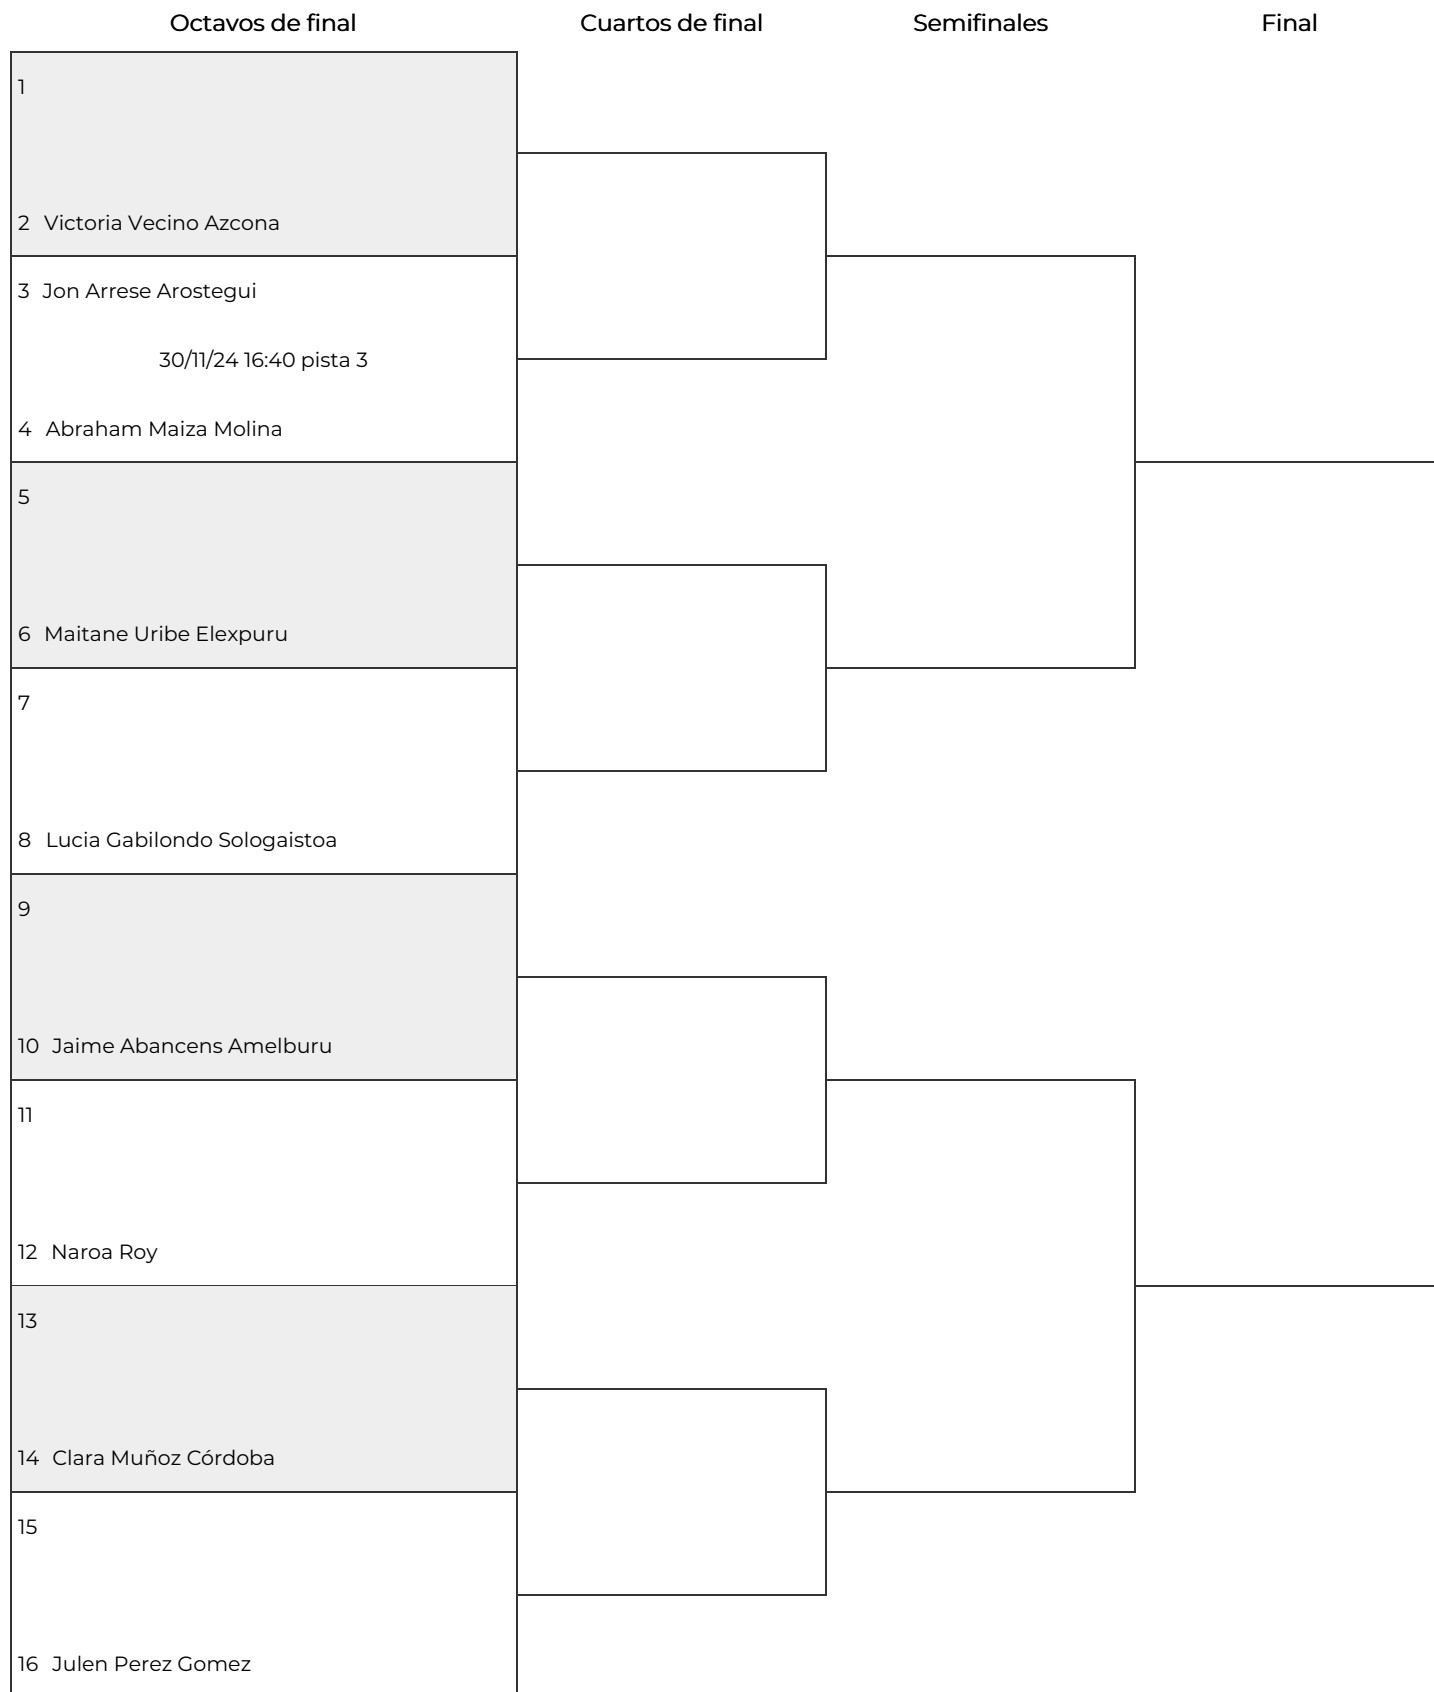 Octavos de final Cuartos de final Semifinales Final
1
2 Victoria Vecino Azcona
3 Jon Arrese Arostegui
30/11/24 16:40 pista 3
4 Abraham Maiza Molina
5
6 Maitane Uribe Elexpuru
7
8 Lucia Gabilondo Sologaistoa
9
10 Jaime Abancens Amelburu
11
12 Naroa Roy
13
14 Clara Muñoz Córdoba
15
16 Julen Perez Gomez